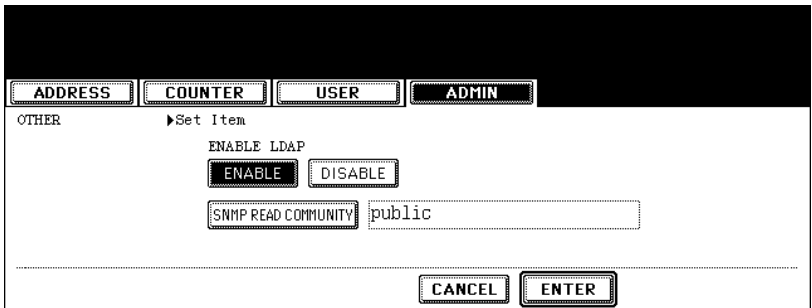 ADDRESS COUNTER USER ADMIN
OTHER ▶Set Item
ENABLE LDAP
ENABLE DISABLE
SNMP READ COMMUNITY public
CANCEL ENTER